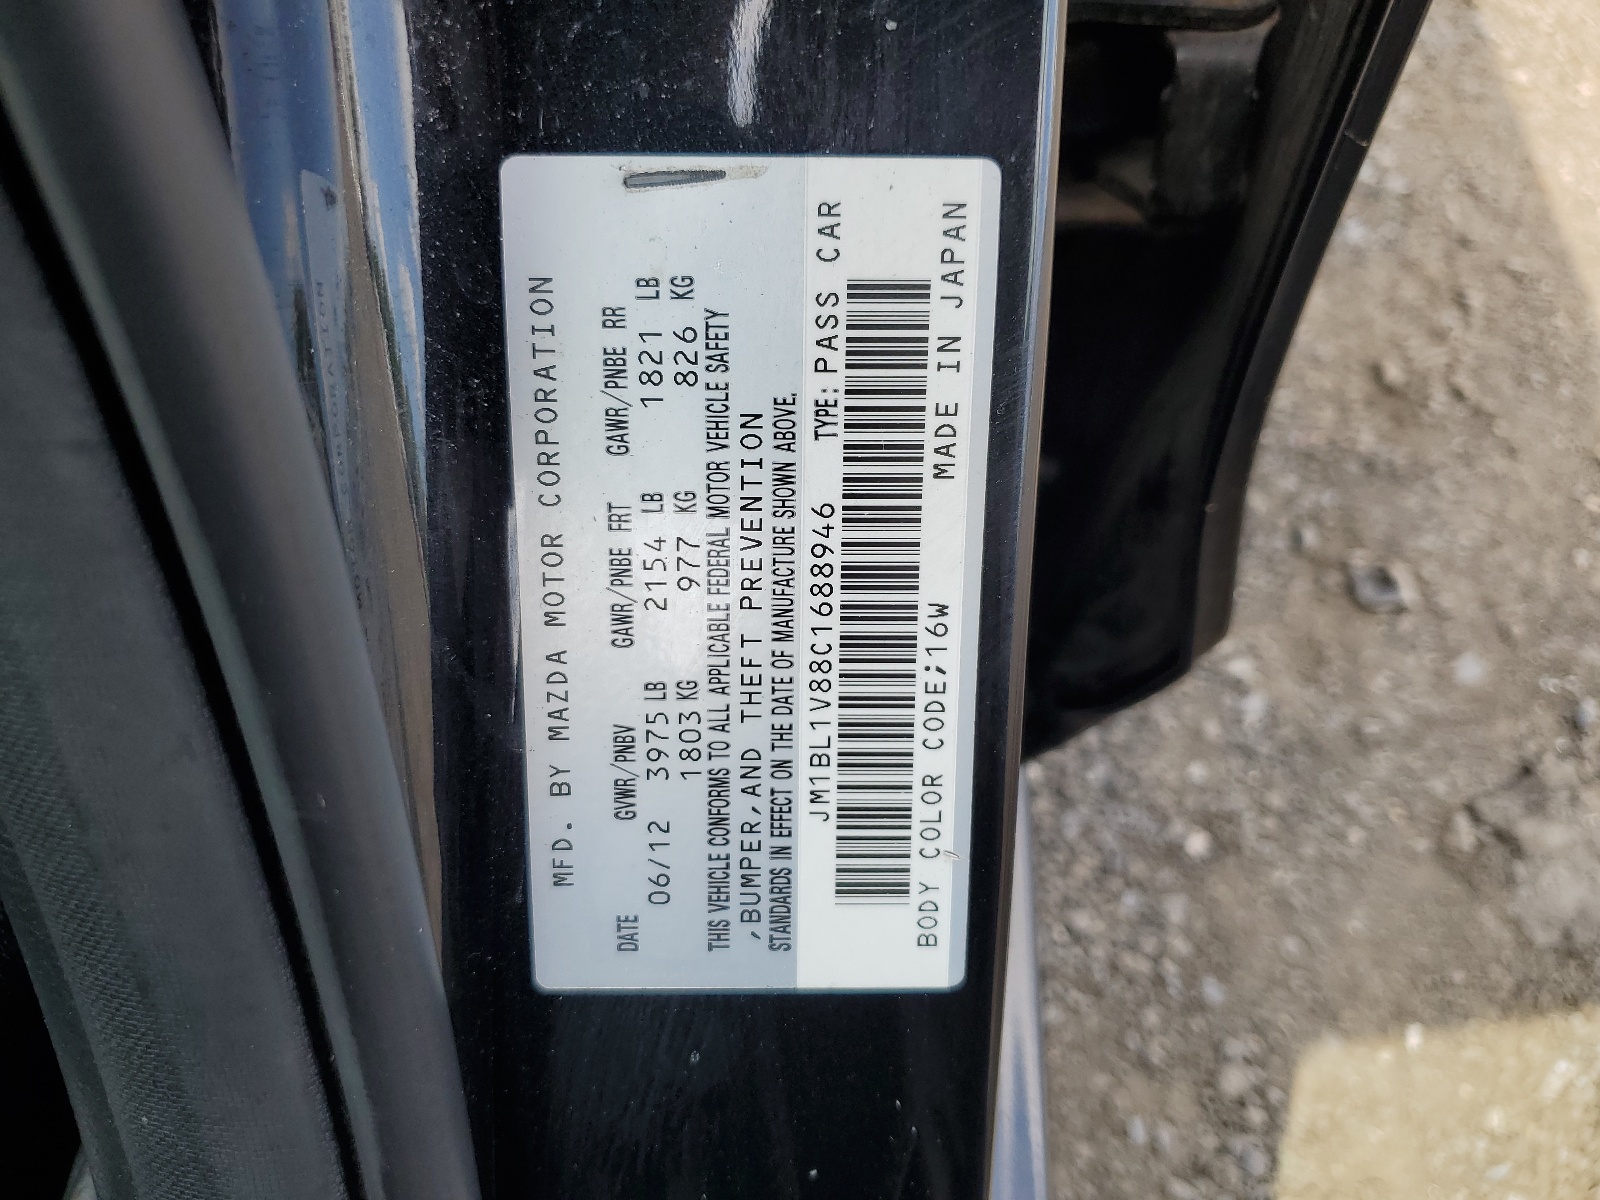 MFD. BY MAZDA MOTOR CORPORATION
DATE GVWR/PNBV GAWR/PNBE FRT GAWR/PNBE RR
06/12 3975 LB 2154 LB 1821 LB
1803 KG 977 KG 826 KG
THIS VEHICLE CONFORMS TO ALL APPLICABLE FEDERAL MOTOR VEHICLE SAFETY
,BUMPER,AND THEFT PREVENTION
STANDARDS IN EFFECT ON THE DATE OF MANUFACTURE SHOWN ABOVE.
JM1BL1V88C1688946 TYPE: PASS CAR
BODY COLOR CODE;16W MADE IN JAPAN